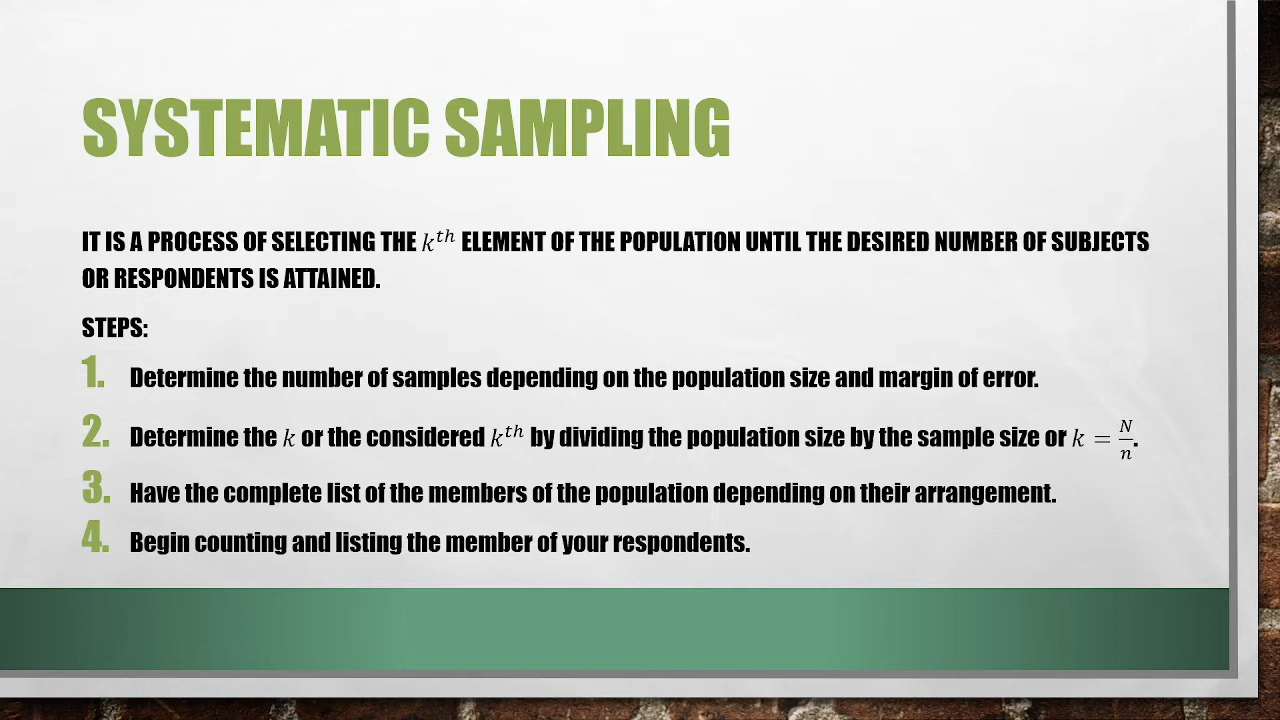 SYSTEMATIC SAMPLING
IT IS A PROCESS OF SELECTING THE k^{th} ELEMENT OF THE POPULATION UNTIL THE DESIRED NUMBER OF SUBJECTS
OR RESPONDENTS IS ATTAINED.
STEPS:
1. Determine the number of samples depending on the population size and margin of error.
2. Determine the k or the considered k^{th} by dividing the population size by the sample size or k = \frac{N}{n}.
3. Have the complete list of the members of the population depending on their arrangement.
4. Begin counting and listing the member of your respondents.